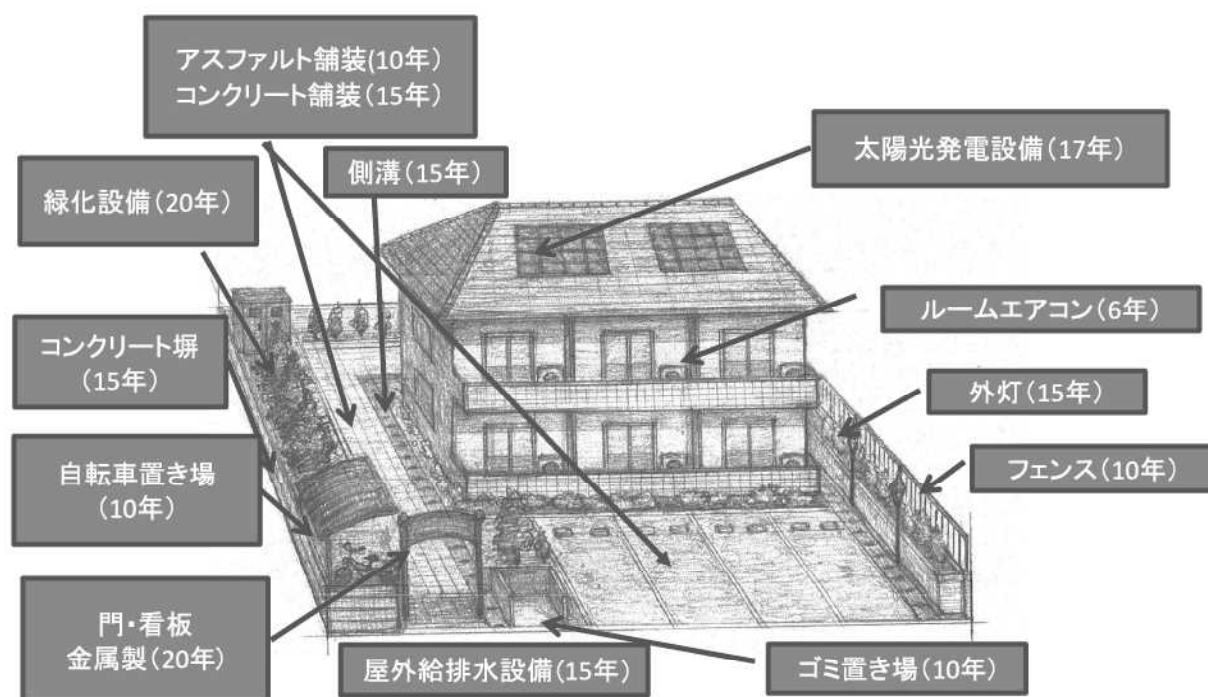 アスファルト舗装(10年)
コンクリート舗装(15年)
側溝(15年)
太陽光発電設備(17年)
緑化設備(20年)
ルームエアコン(6年)
コンクリート塀
(15年)
外灯(15年)
自転車置き場
(10年)
フェンス(10年)
門・看板
金属製(20年)
屋外給排水設備(15年)
ゴミ置き場(10年)